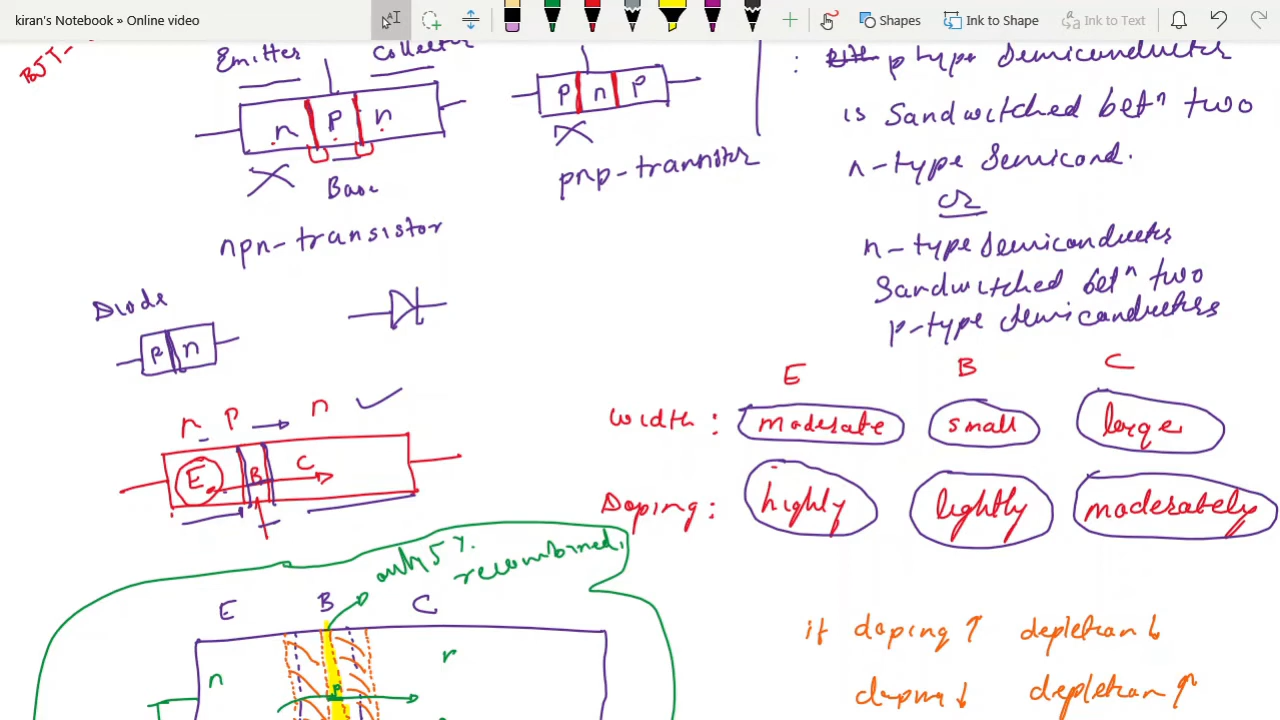 kiran's Notebook » Online video
Shapes
Ink to Shape
Ink to Text
BJT-
Emitter
Collector
n P n
P n P
Base
npn-transistor
pnp-transistor
: p type Semiconductor
is Sandwitched betⁿ two
n-type Semicond.
or
n-type Semiconductor
Sandwitched betⁿ two
p-type Semiconductors
Diode
P n
n P n
E B C
E B C
Width: moderate small large
Doping: highly lightly moderately
only 5%
recombined.
E B C
n P
if doping ↑ depletion ↓
doping ↓ depletion ↑